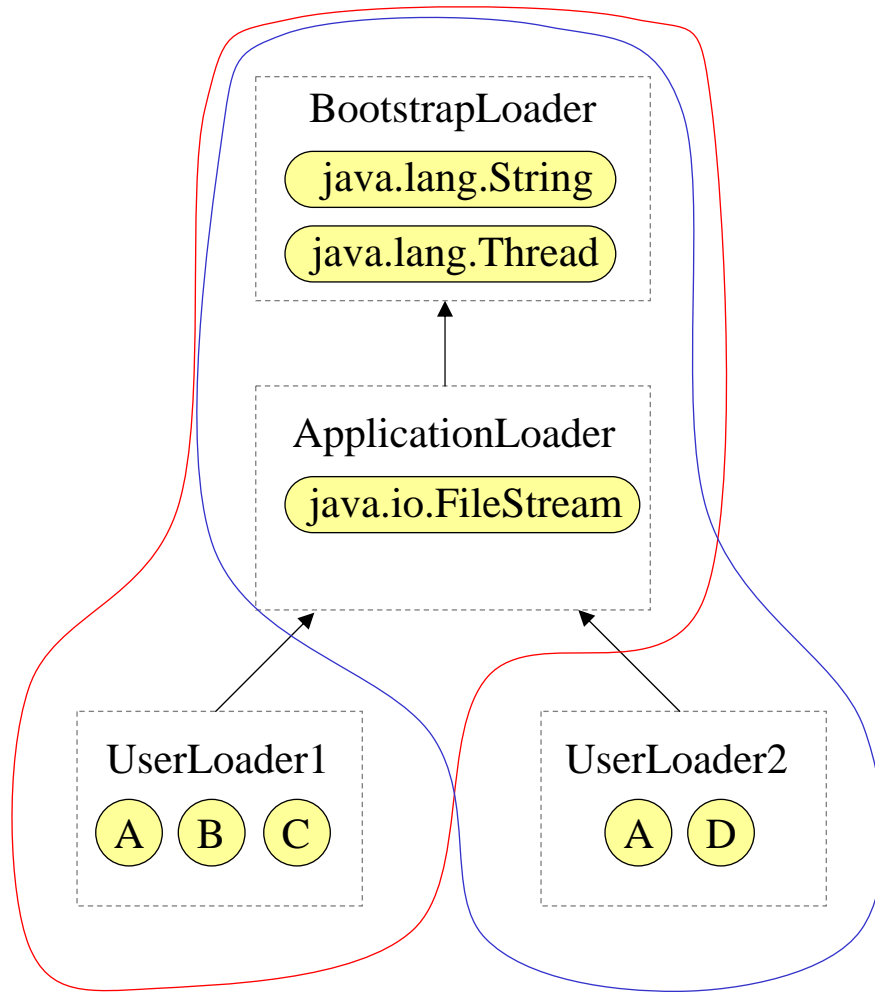 BootstrapLoader
java.lang.String
java.lang.Thread
ApplicationLoader
java.io.FileStream
UserLoader1
A B C
UserLoader2
A D